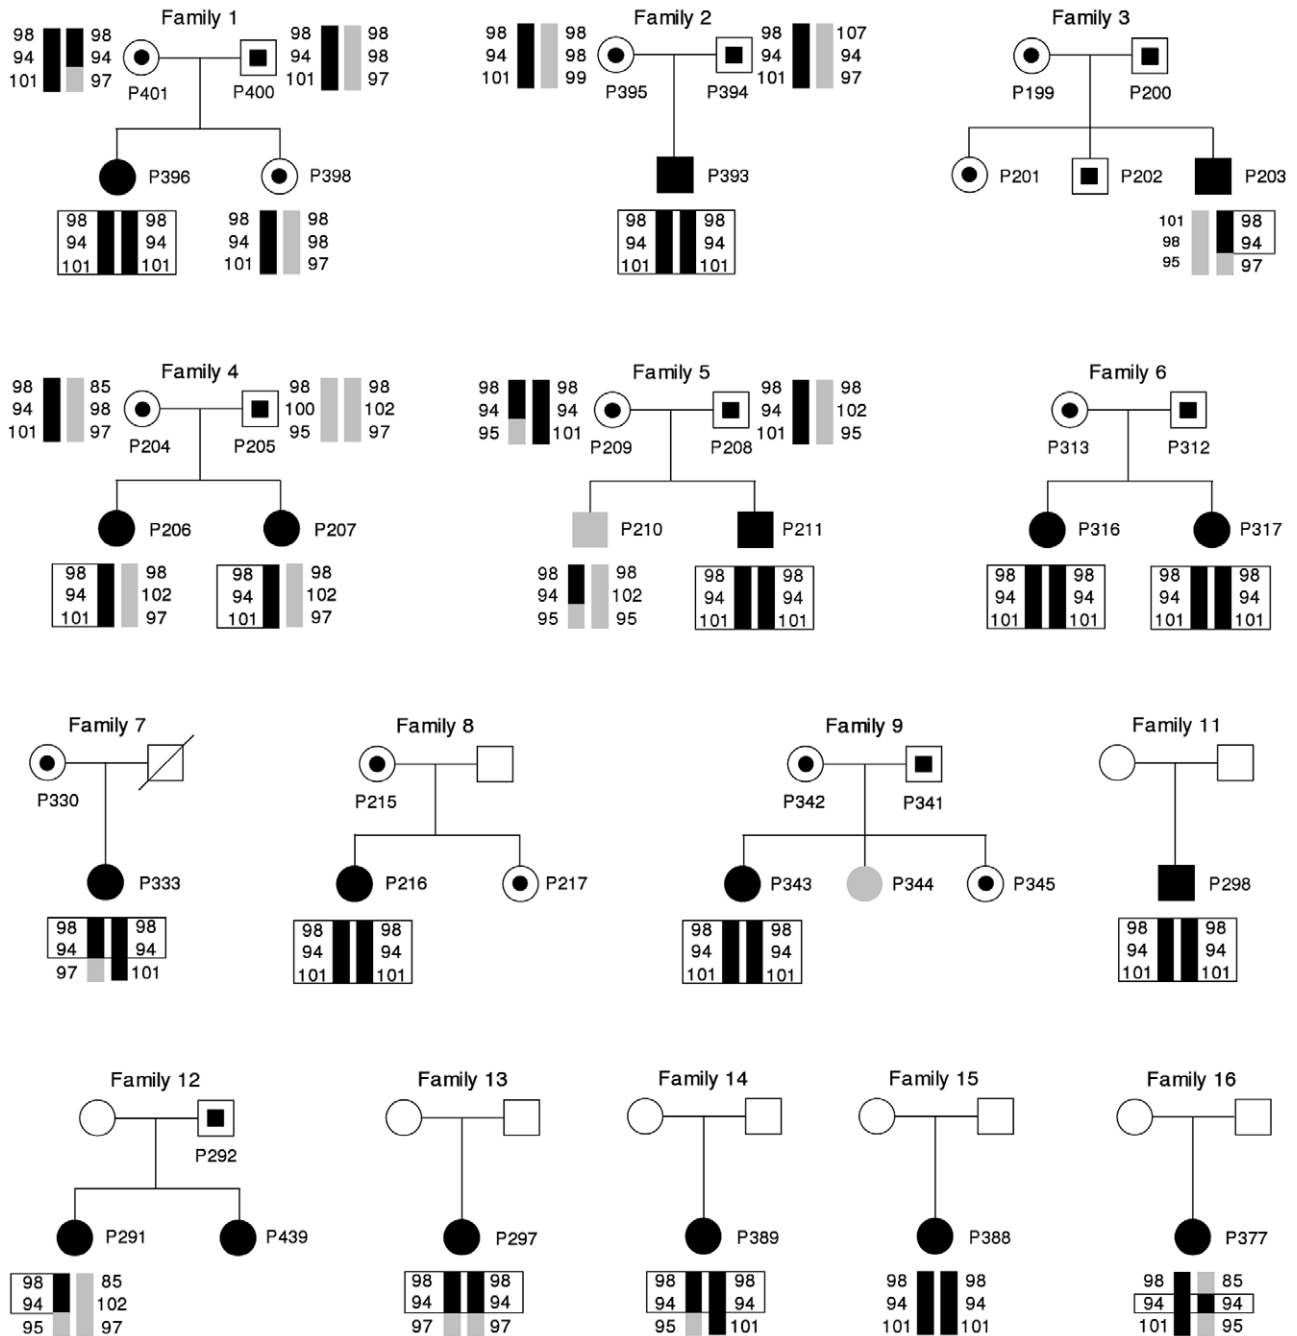 Family 1
98 98 98 98
94 94 94 98
101 97 101 97
P401 P400
P396 P398
98 98 98 98
94 94 94 98
101 101 101 97
Family 2
98 98 98 107
94 98 94 94
101 99 101 97
P395 P394
P393
98 98
94 94
101 101
Family 3
P199 P200
P201 P202 P203
101 98
98 94
95 97
Family 4
98 85 98 98
94 98 100 102
101 97 95 97
P204 P205
P206 P207
98 98 98 98
94 102 94 102
101 97 101 97
Family 5
98 98 98 98
94 94 94 102
95 101 101 95
P209 P208
P210 P211
98 98 98 98
94 102 94 94
95 95 101 101
Family 6
P313 P312
P316 P317
98 98 98 98
94 94 94 94
101 101 101 101
Family 7
P330
P333
98 98
94 94
97 101
Family 8
P215
P216 P217
98 98
94 94
101 101
Family 9
P342 P341
P343 P344 P345
98 98
94 94
101 101
Family 11
P298
98 98
94 94
101 101
Family 12
P292
P291 P439
98 85
94 102
95 97
Family 13
P297
98 98
94 94
97 97
Family 14
P389
98 98
94 94
95 101
Family 15
P388
98 98
94 94
101 101
Family 16
P377
98 85
94 94
101 95